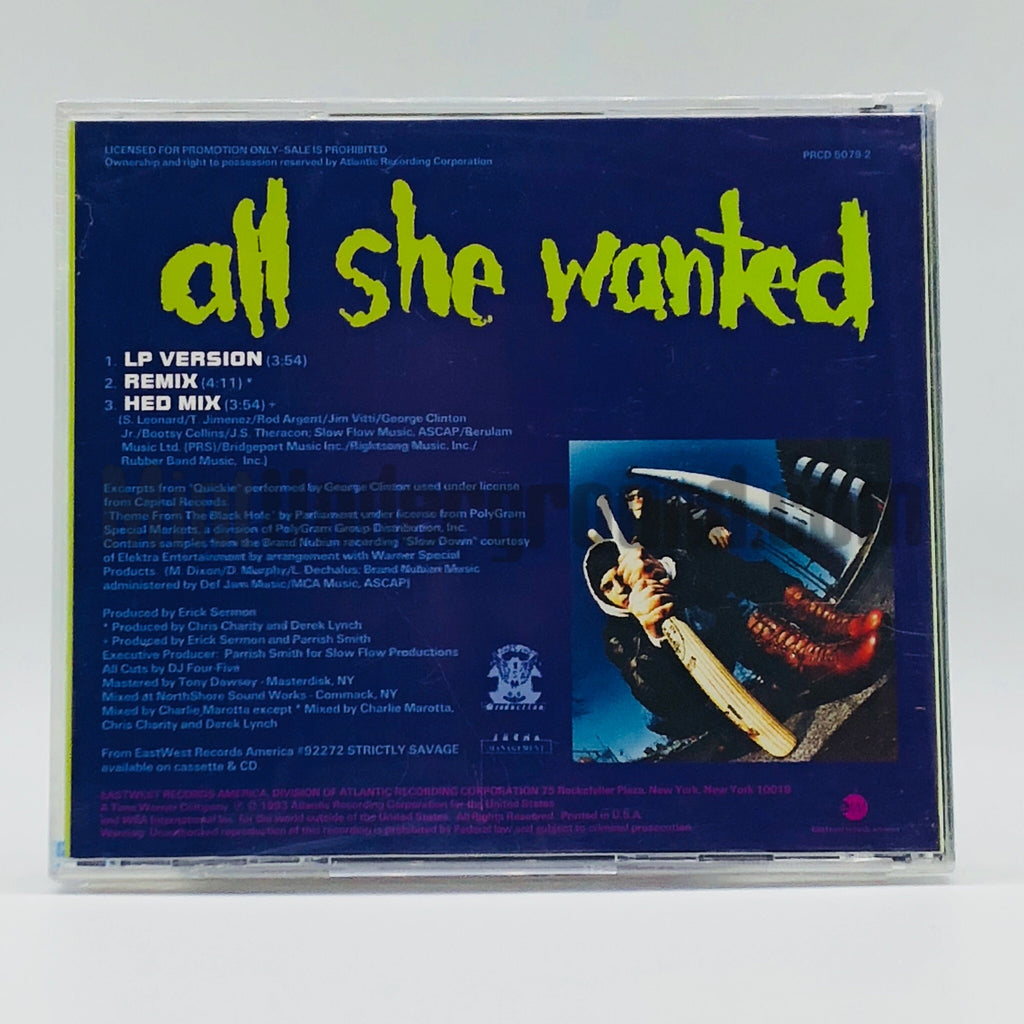 LICENSED FOR PROMOTION ONLY-SALE IS PROHIBITED
Ownership and right to possession reserved by Atlantic Recording Corporation
PRCD 5079-2
all she wanted
1. LP VERSION (3:54)
2. REMIX (4:11) *
3. HED MIX (3:54) +
(S. Leonard/T. Jimenez/Rod Argent/Jim Vitti/George Clinton
Jr./Bootsy Collins/J.S. Theracon; Slow Flow Music, ASCAP/Berulam
Music Ltd. (PRS)/Bridgeport Music Inc./Rightsong Music, Inc./
Rubber Band Music, Inc.)
Excerpts from "Quickie" performed by George Clinton used under license
from Capitol Records
"Theme From The Black Hole" by Parliament under license from PolyGram
Special Markets, a division of PolyGram Group Distribution, Inc.
Contains samples from the Brand Nubian recording "Slow Down" courtesy
of Elektra Entertainment by arrangement with Warner Special
Products. (M. Dixon/D. Murphy/L. Dechalus; Brand Nubian Music
administered by Def Jam Music/MCA Music, ASCAP)
Produced by Erick Sermon
* Produced by Chris Charity and Derek Lynch
+ Produced by Erick Sermon and Parrish Smith
Executive Producer: Parrish Smith for Slow Flow Productions
All Cuts by DJ Four-Five
Mastered by Tony Dawsey - Masterdisk, NY
Mixed at NorthShore Sound Works - Commack, NY
Mixed by Charlie Marotta except * Mixed by Charlie Marotta,
Chris Charity and Derek Lynch
Production
MANAGEMENT
From EastWest Records America #92272 STRICTLY SAVAGE
available on cassette & CD
EASTWEST RECORDS AMERICA, DIVISION OF ATLANTIC RECORDING CORPORATION 75 Rockefeller Plaza, New York, New York 10019
A Time Warner Company. ℗ © 1993 Atlantic Recording Corporation for the United States
and WEA International Inc. for the world outside of the United States. All Rights Reserved. Printed in U.S.A.
Warning: Unauthorized reproduction of this recording is prohibited by Federal law and subject to criminal prosecution.